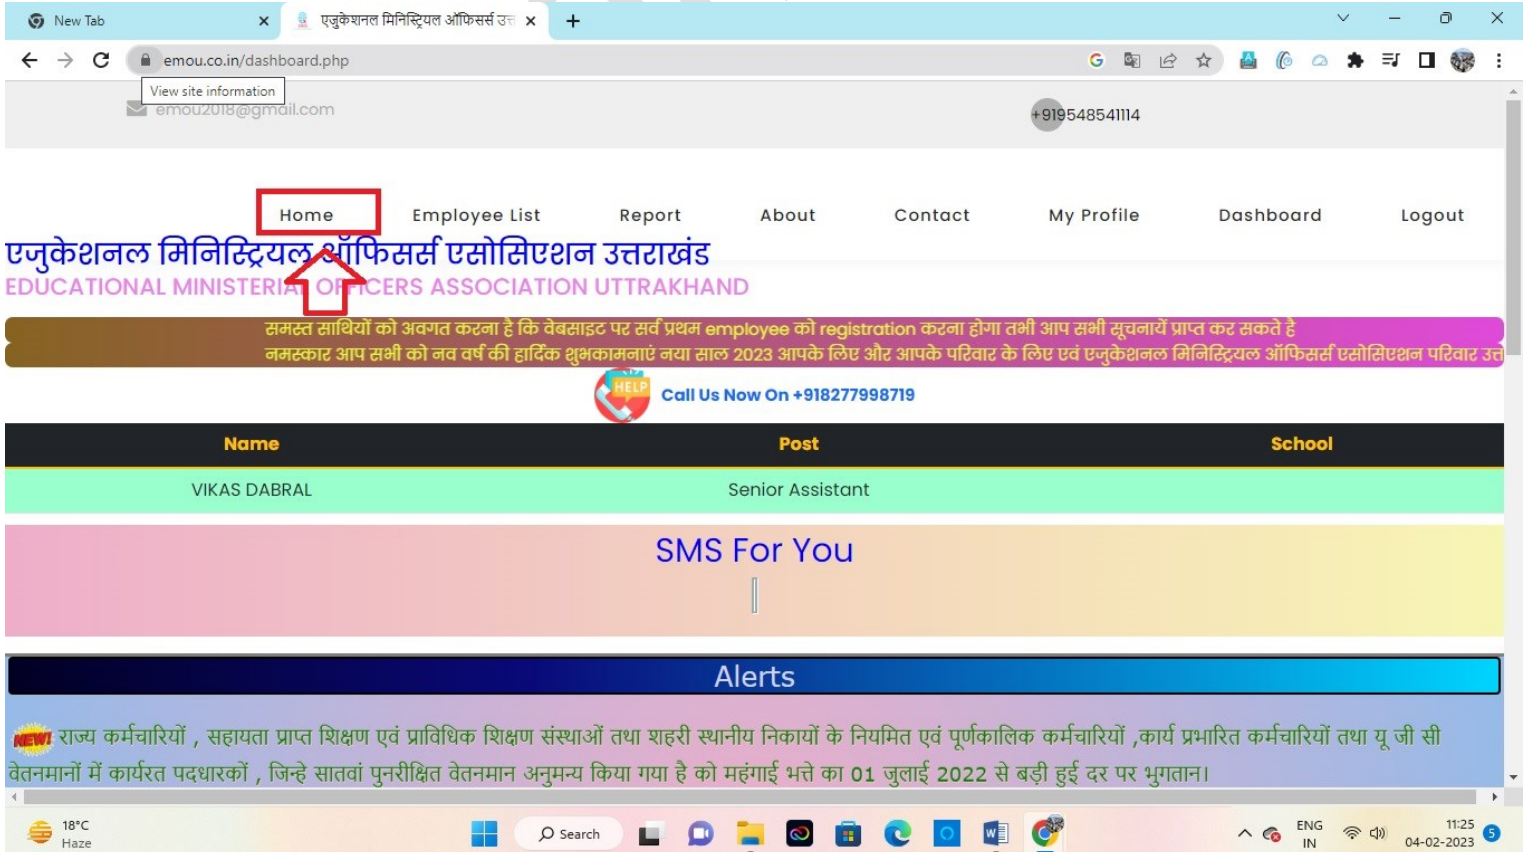 New Tab
एजुकेशनल मिनिस्ट्रियल ऑफिसर्स उत्त
emou.co.in/dashboard.php
View site information
emou2018@gmail.com
+919548541114
Home Employee List Report About Contact My Profile Dashboard Logout
एजुकेशनल मिनिस्ट्रियल ऑफिसर्स एसोसिएशन उत्तराखंड
EDUCATIONAL MINISTERIAL OFFICERS ASSOCIATION UTTRAKHAND
समस्त साथियों को अवगत करना है कि वेबसाइट पर सर्व प्रथम employee को registration करना होगा तभी आप सभी सूचनायें प्राप्त कर सकते है
नमस्कार आप सभी को नव वर्ष की हार्दिक शुभकामनाएं नया साल 2023 आपके लिए और आपके परिवार के लिए एवं एजुकेशनल मिनिस्ट्रियल ऑफिसर्स एसोसिएशन परिवार उत्त
HELP Call Us Now On +918277998719
Name Post School
VIKAS DABRAL Senior Assistant
SMS For You
Alerts
NEW! राज्य कर्मचारियों , सहायता प्राप्त शिक्षण एवं प्राविधिक शिक्षण संस्थाओं तथा शहरी स्थानीय निकायों के नियमित एवं पूर्णकालिक कर्मचारियों ,कार्य प्रभारित कर्मचारियों तथा यू जी सी
वेतनमानों में कार्यरत पदधारकों , जिन्हे सातवां पुनरीक्षित वेतनमान अनुमन्य किया गया है को महंगाई भत्ते का 01 जुलाई 2022 से बड़ी हुई दर पर भुगतान।
18°C
Haze
Search
ENG
IN
11:25
04-02-2023
5